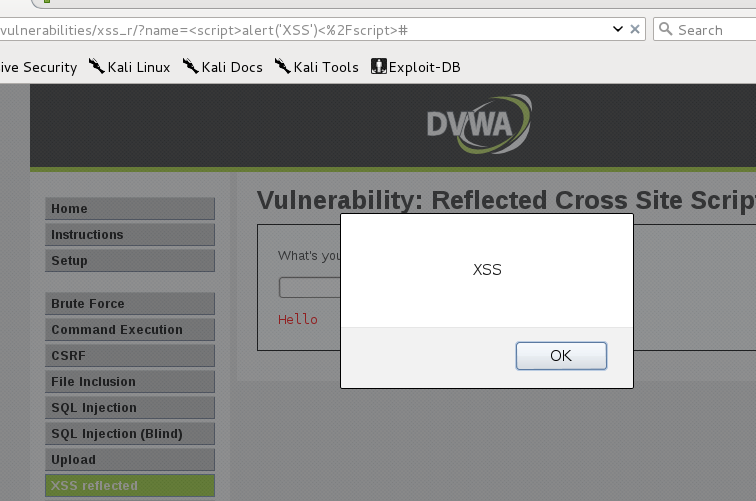 vulnerabilities/xss_r/?name=<script>alert('XSS')<%2Fscript>#
Search
ive Security Kali Linux Kali Docs Kali Tools Exploit-DB
DVWA
Vulnerability: Reflected Cross Site Scrip
Home
Instructions
Setup
Brute Force
Command Execution
CSRF
File Inclusion
SQL Injection
SQL Injection (Blind)
Upload
XSS reflected
What's you
Hello
XSS
OK